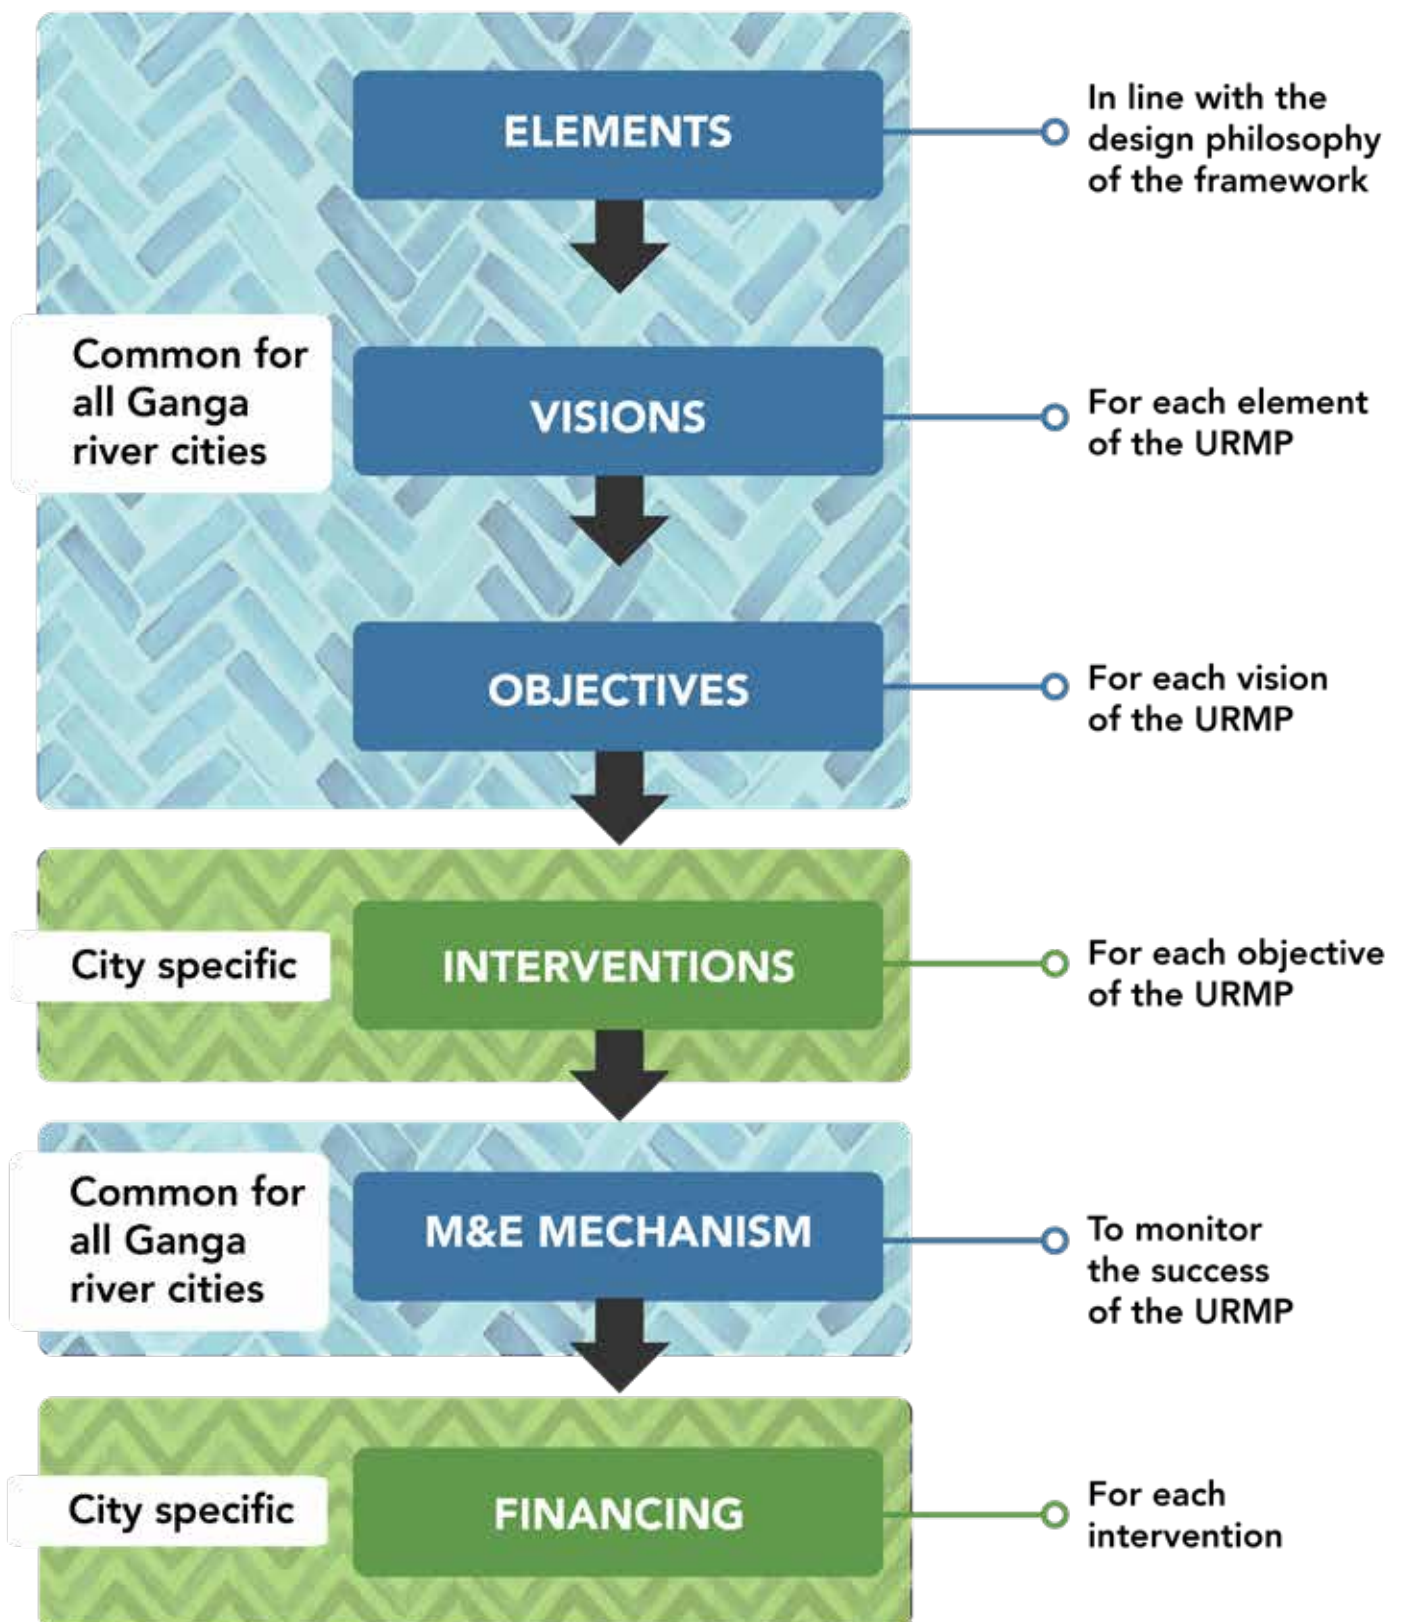 ELEMENTS
In line with the
design philosophy
of the framework
Common for
all Ganga
river cities
VISIONS
For each element
of the URMP
OBJECTIVES
For each vision
of the URMP
City specific
INTERVENTIONS
For each objective
of the URMP
Common for
all Ganga
river cities
M&E MECHANISM
To monitor
the success
of the URMP
City specific
FINANCING
For each
intervention